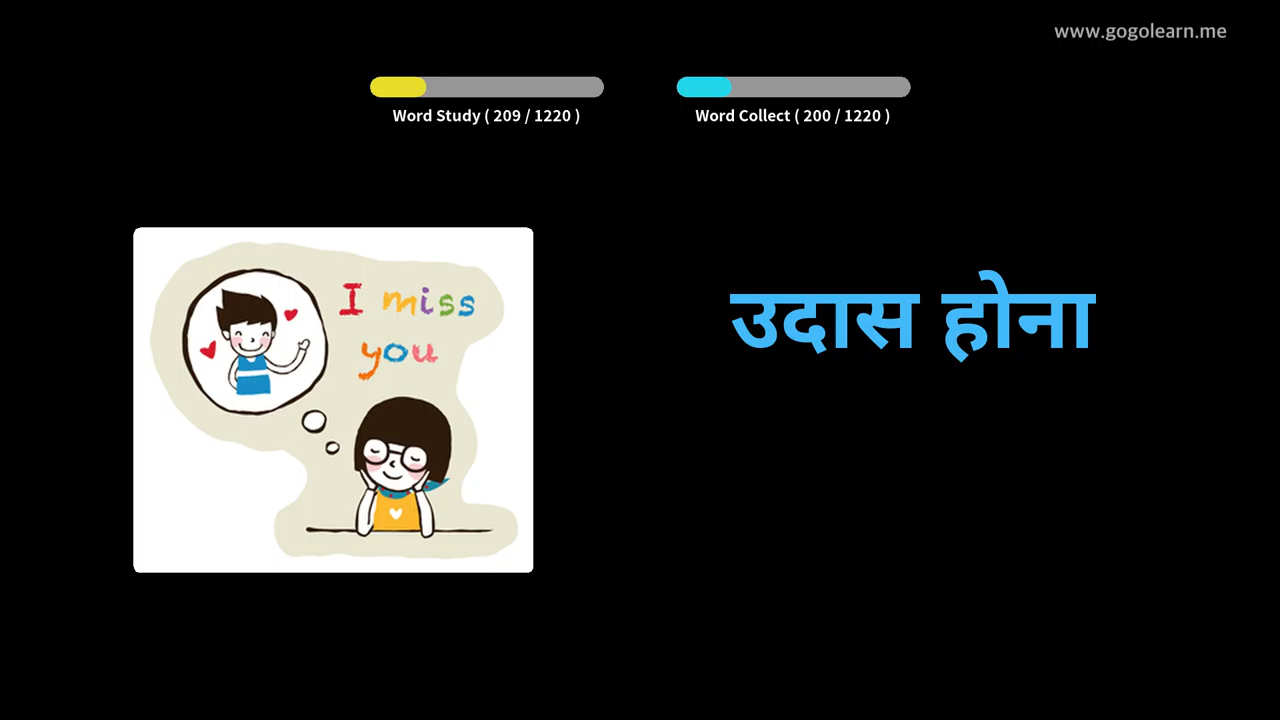 www.gogolearn.me
Word Study ( 209 / 1220 )
Word Collect ( 200 / 1220 )
I miss
you
उदास होना